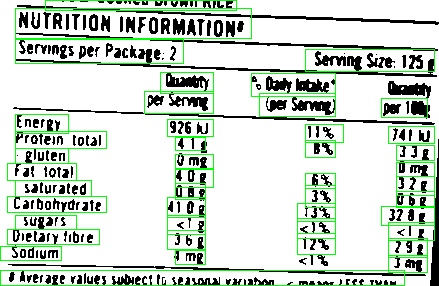 Brown Rice
NUTRITION INFORMATION#
Servings per Package: 2 Serving Size: 125 g
Quantity per Serving % Daily Intake* (per Serving) Quantity per 100g
Energy 926 kJ 11% 741 kJ
Protein total 4.1 g 8% 3.3 g
gluten 0 mg 0 mg
Fat total 4.0 g 6% 3.2 g
saturated 0.8 g 3% 0.6 g
Carbohydrate 41.0 g 13% 32.8 g
sugars <1 g <1% <1 g
Dietary fibre 3.6 g 12% 2.9 g
Sodium mg <1% 3 mg
# Average values subject to seasonal variation < means LESS THAN